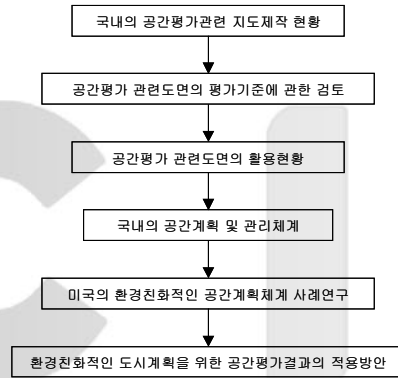 국내의 공간평가관련 지도제작 현황
공간평가 관련도면의 평가기준에 관한 검토
공간평가 관련도면의 활용현황
국내의 공간계획 및 관리체계
미국의 환경친화적인 공간계획체계 사례연구
환경친화적인 도시계획을 위한 공간평가결과의 적용방안